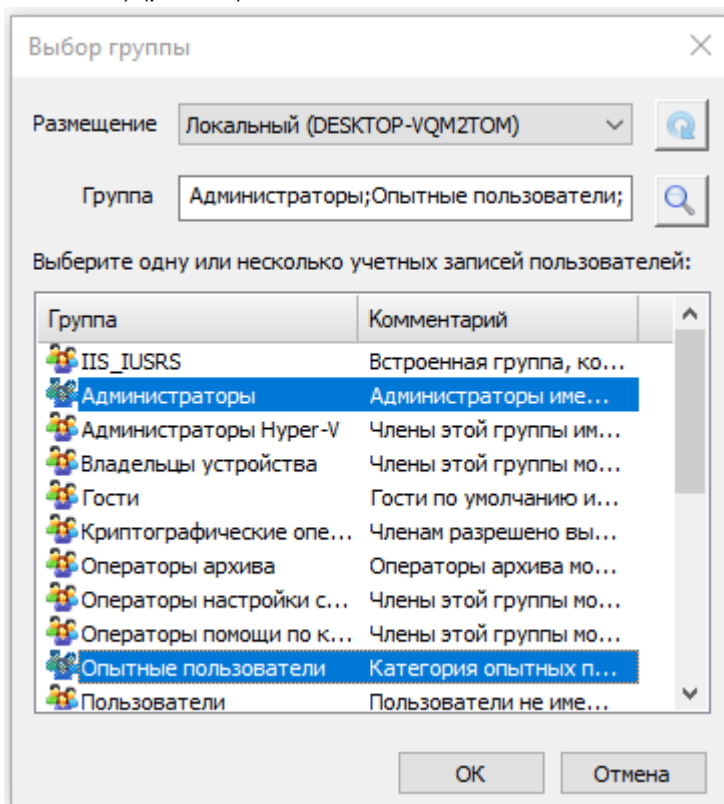 Выбор группы
Размещение Локальный (DESKTOP-VQM2TOM)
Группа Администраторы;Опытные пользователи;
Выберите одну или несколько учетных записей пользователей:
Группа Комментарий
IIS_IUSRS Встроенная группа, ко...
Администраторы Администраторы име...
Администраторы Hyper-V Члены этой группы им...
Владельцы устройства Члены этой группы мо...
Гости Гости по умолчанию и...
Криптографические опе... Членам разрешено вы...
Операторы архива Операторы архива мо...
Операторы настройки с... Члены этой группы мо...
Операторы помощи по к... Члены этой группы мо...
Опытные пользователи Категория опытных п...
Пользователи Пользователи не име...
ОК Отмена